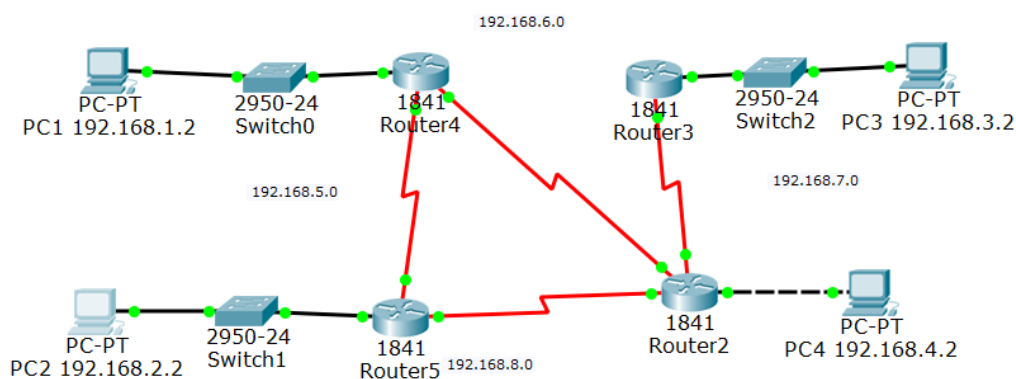 192.168.6.0
PC-PT
PC1 192.168.1.2
2950-24
Switch0
1841
Router4
1841
Router3
2950-24
Switch2
PC-PT
PC3 192.168.3.2
192.168.5.0
192.168.7.0
PC-PT
PC2 192.168.2.2
2950-24
Switch1
1841
Router5
192.168.8.0
1841
Router2
PC-PT
PC4 192.168.4.2